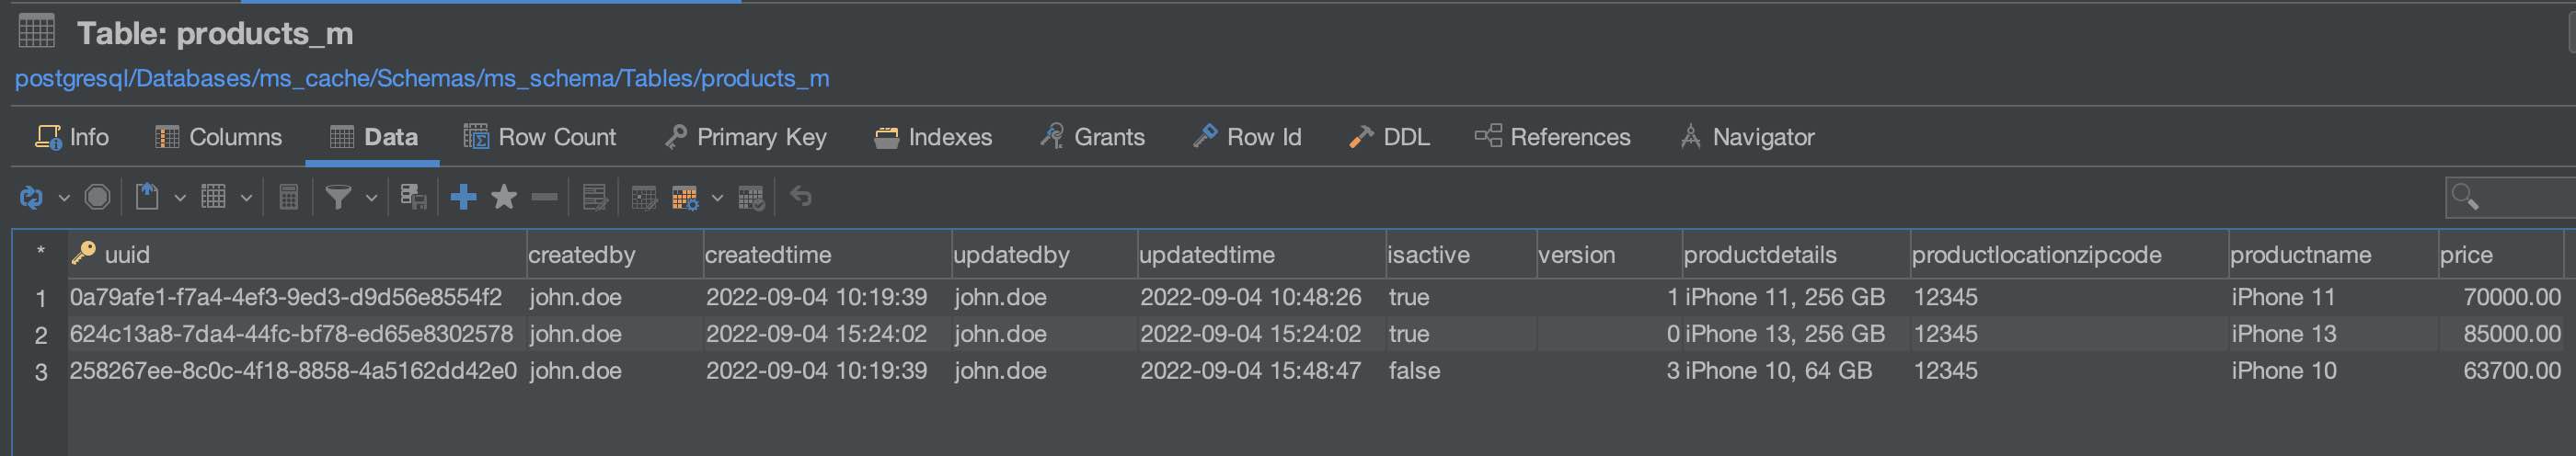 Table: products_m
postgresql/Databases/ms_cache/Schemas/ms_schema/Tables/products_m
Info Columns Data Row Count Primary Key Indexes Grants Row Id DDL References Navigator
* uuid createdby createdtime updatedby updatedtime isactive version productdetails productlocationzipcode productname price
1 0a79afe1-f7a4-4ef3-9ed3-d9d56e8554f2 john.doe 2022-09-04 10:19:39 john.doe 2022-09-04 10:48:26 true 1 iPhone 11, 256 GB 12345 iPhone 11 70000.00
2 624c13a8-7da4-44fc-bf78-ed65e8302578 john.doe 2022-09-04 15:24:02 john.doe 2022-09-04 15:24:02 true 0 iPhone 13, 256 GB 12345 iPhone 13 85000.00
3 258267ee-8c0c-4f18-8858-4a5162dd42e0 john.doe 2022-09-04 10:19:39 john.doe 2022-09-04 15:48:47 false 3 iPhone 10, 64 GB 12345 iPhone 10 63700.00